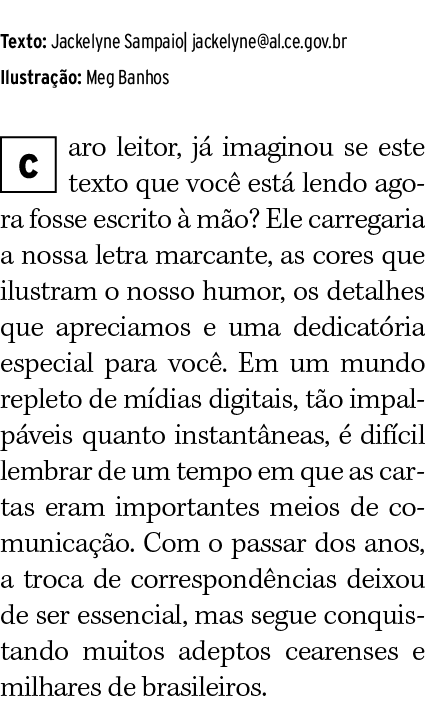 Texto: Jackelyne Sampaio| jackelyne@al.ce.gov.br
Ilustração: Meg Banhos
Caro leitor, já imaginou se este
texto que você está lendo ago-
ra fosse escrito à mão? Ele carregaria
a nossa letra marcante, as cores que
ilustram o nosso humor, os detalhes
que apreciamos e uma dedicatória
especial para você. Em um mundo
repleto de mídias digitais, tão impal-
páveis quanto instantâneas, é difícil
lembrar de um tempo em que as car-
tas eram importantes meios de co-
municação. Com o passar dos anos,
a troca de correspondências deixou
de ser essencial, mas segue conquis-
tando muitos adeptos cearenses e
milhares de brasileiros.